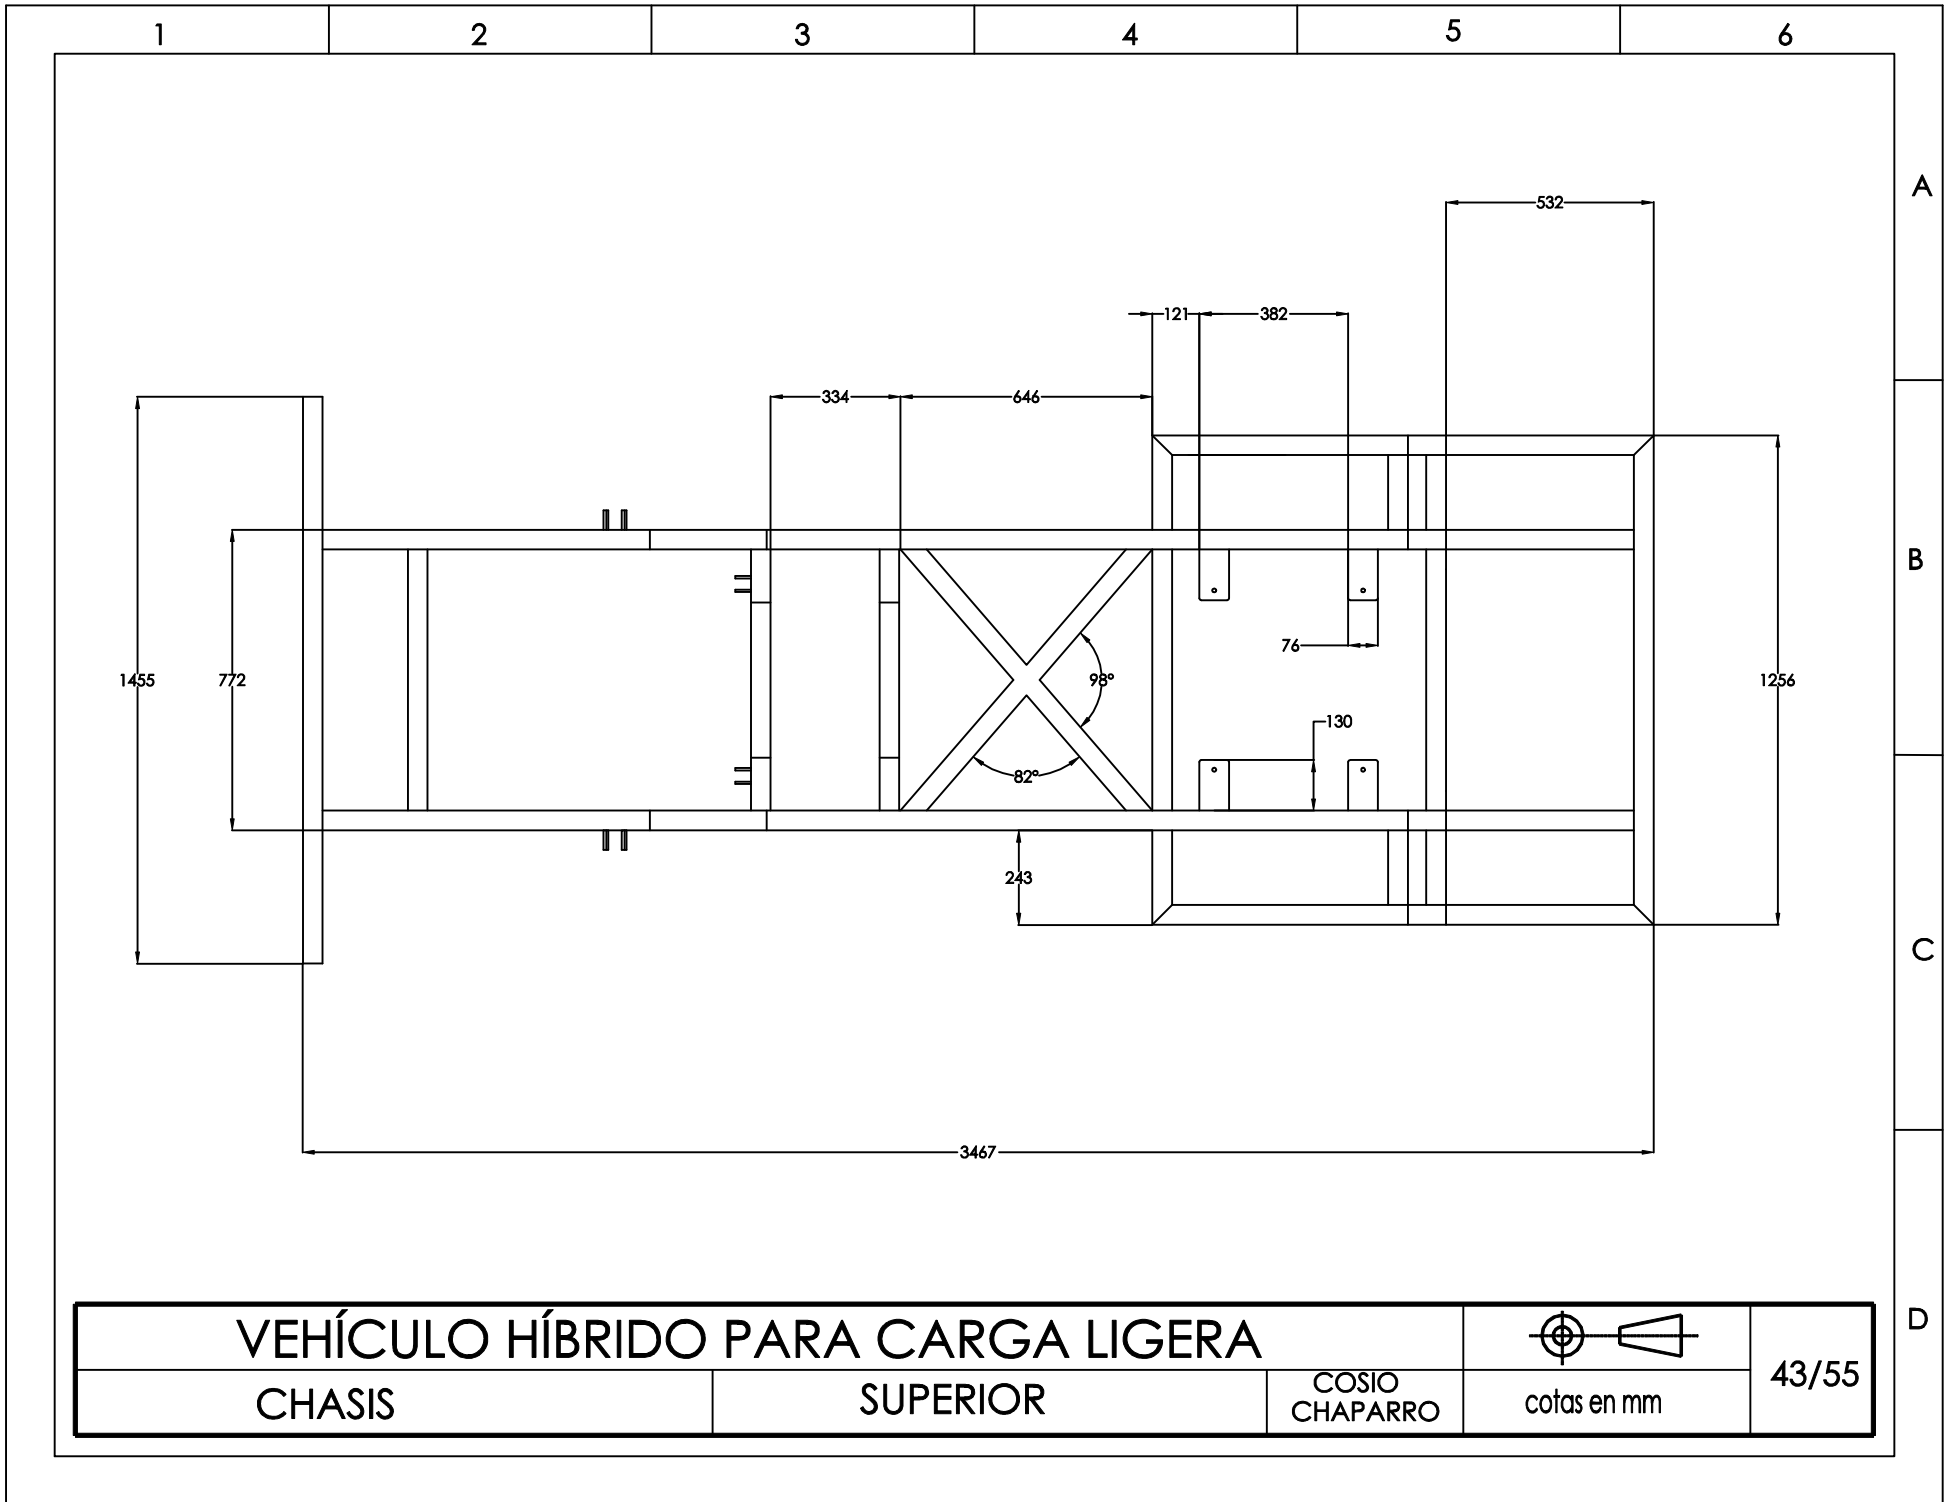 1 2 3 4 5 6
A
532
121 382
334 646
B
76
1455 772 98° 1256
130
82°
243
C
3467
D
VEHÍCULO HÍBRIDO PARA CARGA LIGERA
43/55
CHASIS SUPERIOR COSIO CHAPARRO cotas en mm